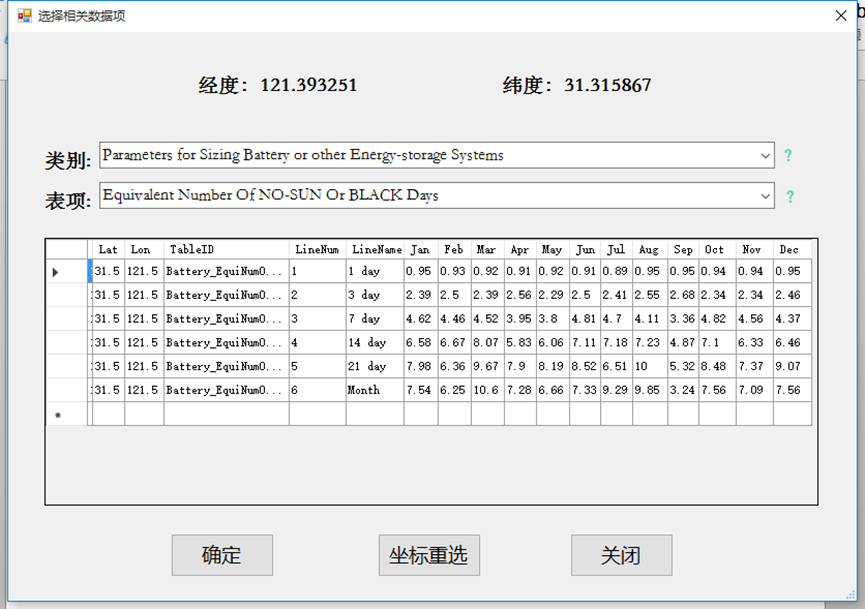 选择相关数据项
经度: 121.393251 纬度: 31.315867
类别: Parameters for Sizing Battery or other Energy-storage Systems ?
表项: Equivalent Number Of NO-SUN Or BLACK Days ?
Lat Lon TableID LineNum LineName Jan Feb Mar Apr May Jun Jul Aug Sep Oct Nov Dec
31.5 121.5 Battery_EquiNumO... 1 1 day 0.95 0.93 0.92 0.91 0.92 0.91 0.89 0.95 0.95 0.94 0.94 0.95
31.5 121.5 Battery_EquiNumO... 2 3 day 2.39 2.5 2.39 2.56 2.29 2.5 2.41 2.55 2.68 2.34 2.34 2.46
31.5 121.5 Battery_EquiNumO... 3 7 day 4.62 4.46 4.52 3.95 3.8 4.81 4.7 4.11 3.36 4.82 4.56 4.37
31.5 121.5 Battery_EquiNumO... 4 14 day 6.58 6.67 8.07 5.83 6.06 7.11 7.18 7.23 4.87 7.1 6.33 6.46
31.5 121.5 Battery_EquiNumO... 5 21 day 7.98 6.36 9.67 7.9 8.19 8.52 6.51 10 5.32 8.48 7.37 9.07
31.5 121.5 Battery_EquiNumO... 6 Month 7.54 6.25 10.6 7.28 6.66 7.33 9.29 9.85 3.24 7.56 7.09 7.56
*
确定 坐标重选 关闭